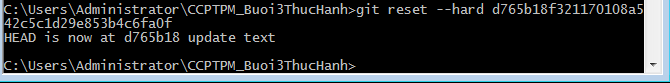 C:\Users\Administrator\CCPTPM_Buoi3ThucHanh>git reset --hard d765b18f321170108a5
42c5c1d29e853b4c6fa0f
HEAD is now at d765b18 update text
C:\Users\Administrator\CCPTPM_Buoi3ThucHanh>